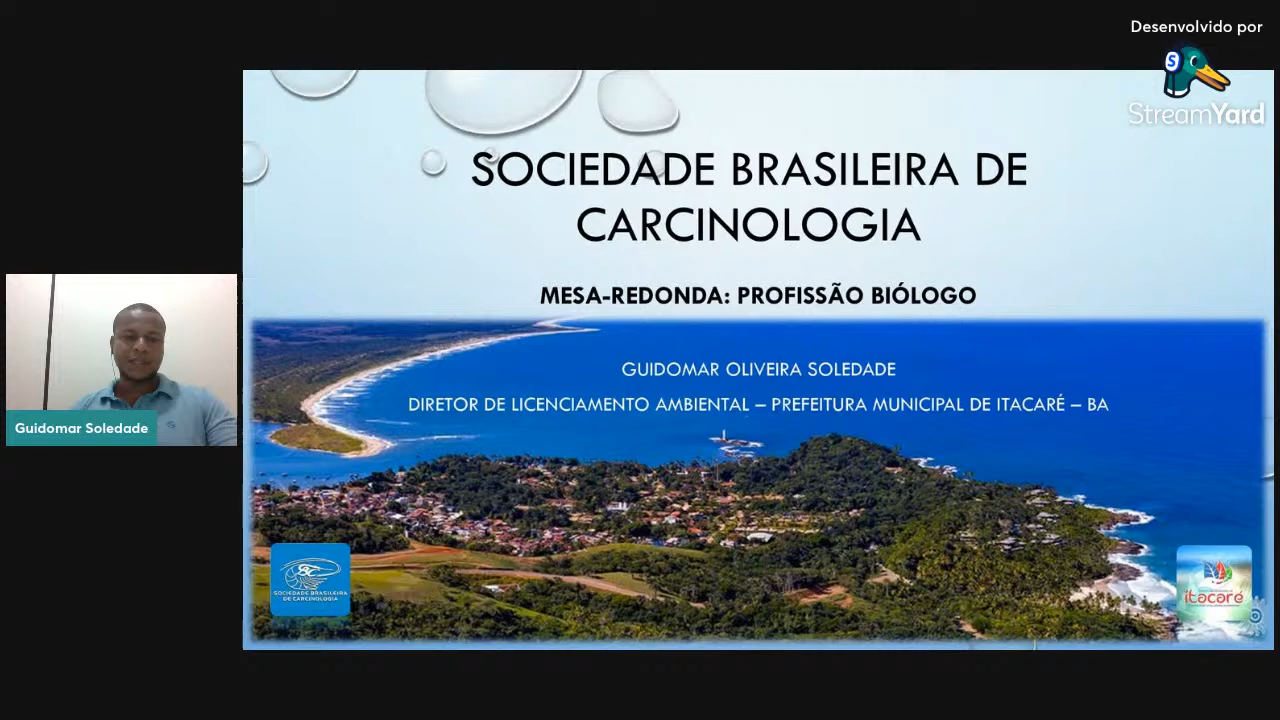 Desenvolvido por
StreamYard
SOCIEDADE BRASILEIRA DE
CARCINOLOGIA
MESA-REDONDA: PROFISSÃO BIÓLOGO
GUIDOMAR OLIVEIRA SOLEDADE
DIRETOR DE LICENCIAMENTO AMBIENTAL – PREFEITURA MUNICIPAL DE ITACARÉ – BA
Guidomar Soledade
SOCIEDADE BRASILEIRA
DE CARCINOLOGIA
itacaré